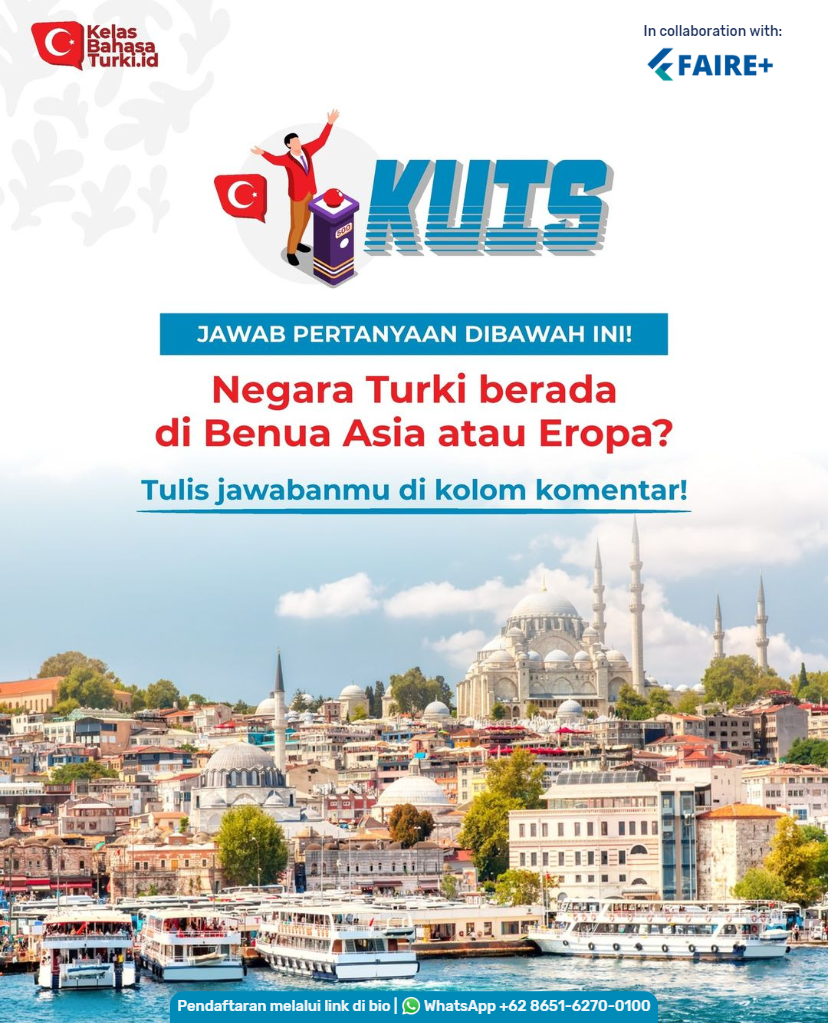 Kelas
Bahasa
Turki.id
In collaboration with:
FAIRE+
500
KUIS
JAWAB PERTANYAAN DIBAWAH INI!
Negara Turki berada
di Benua Asia atau Eropa?
Tulis jawabanmu di kolom komentar!
Pendaftaran melalui link di bio | WhatsApp +62 8651-6270-0100